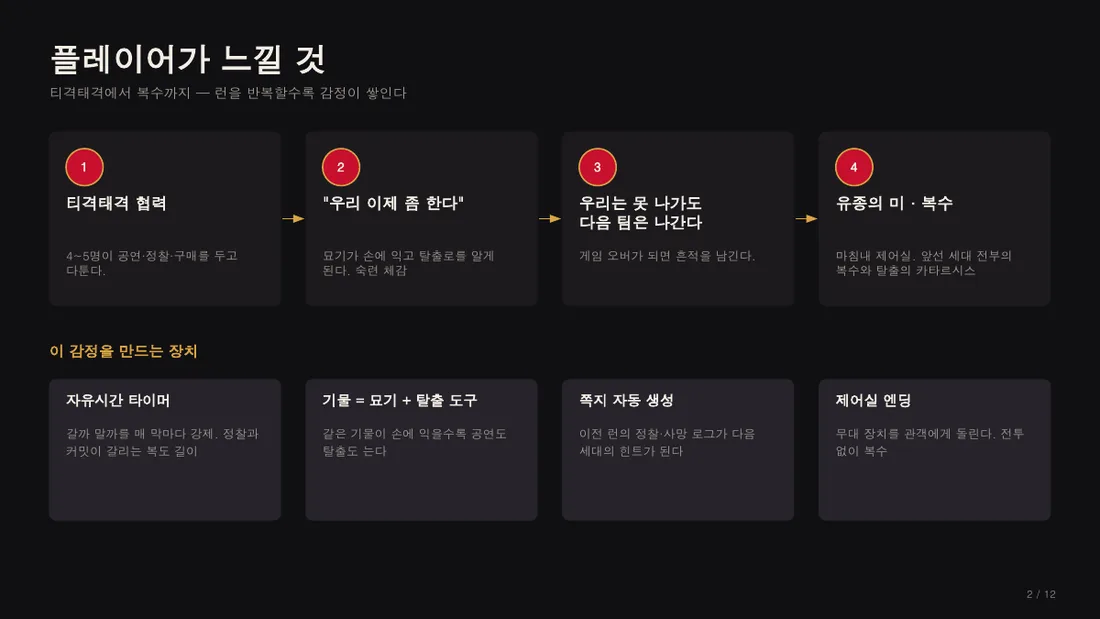 플레이어가 느낄 것
티격태격에서 복수까지 — 런을 반복할수록 감정이 쌓인다
1
티격태격 협력
4~5명이 공연·정찰·구매를 두고
다툰다.
2
"우리 이제 좀 한다"
묘기가 손에 익고 탈출로를 알게
된다. 숙련 체감
3
우리는 못 나가도
다음 팀은 나간다
게임 오버가 되면 흔적을 남긴다.
4
유종의 미 · 복수
마침내 제어실. 앞선 세대 전부의
복수와 탈출의 카타르시스
이 감정을 만드는 장치
자유시간 타이머
갈까 말까를 매 막마다 강제. 정찰과
커밋이 갈리는 복도 길이
기물 = 묘기 + 탈출 도구
같은 기물이 손에 익을수록 공연도
탈출도 는다
쪽지 자동 생성
이전 런의 정찰·사망 로그가 다음
세대의 힌트가 된다
제어실 엔딩
무대 장치를 관객에게 돌린다. 전투
없이 복수
2 / 12